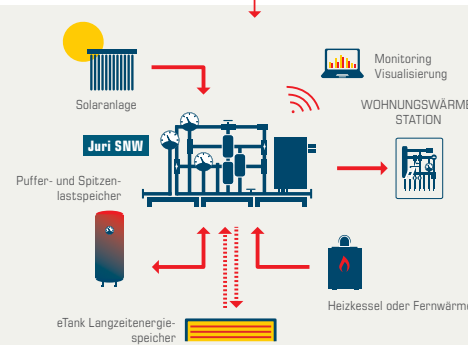 Solaranlage
Monitoring
Visualisierung
WOHNUNGSWÄRME
STATION
Juri SNW
Puffer- und Spitzen-
lastspeicher
Heizkessel oder Fernwärme
eTank Langzeitenergie-
speicher